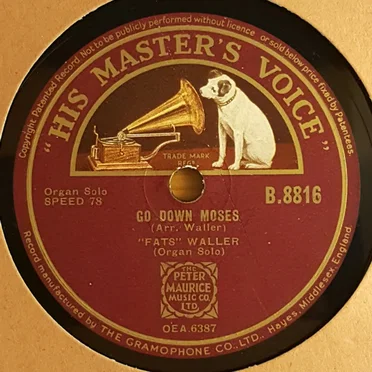 Copyright Patented Record Not to be publicly performed without licence or sold below price fixed by Patentees.
"HIS MASTER'S VOICE"
TRADE MARK
REGD.
Organ Solo
SPEED 78
B.8816
GO DOWN MOSES
(Arr. Waller)
"FATS" WALLER
(Organ Solo)
THE
PETER
MAURICE
MUSIC CO.
LTD.
OEA.6387
Record manufactured by THE GRAMOPHONE CO., LTD., Hayes, Middlesex England.